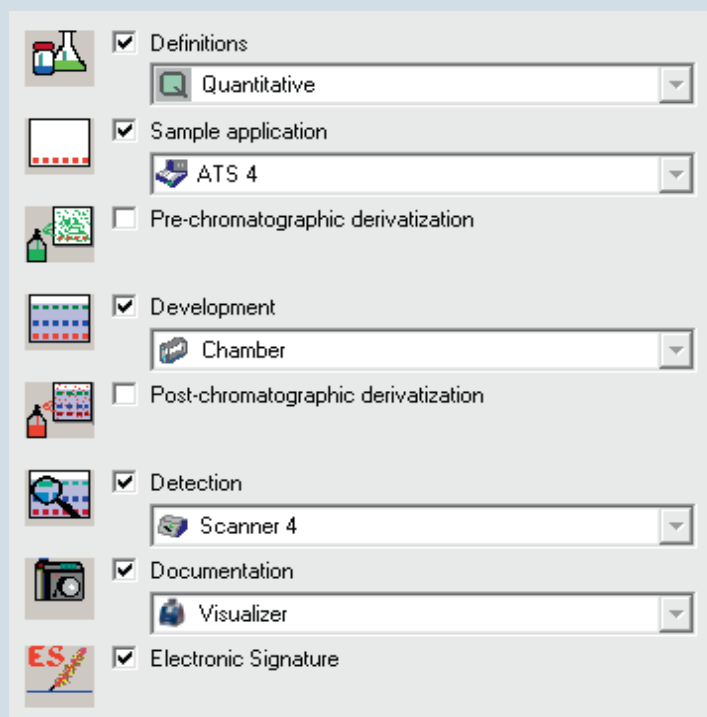 Definitions
Quantitative
Sample application
ATS 4
Pre-chromatographic derivatization
Development
Chamber
Post-chromatographic derivatization
Detection
Scanner 4
Documentation
Visualizer
ES
Electronic Signature